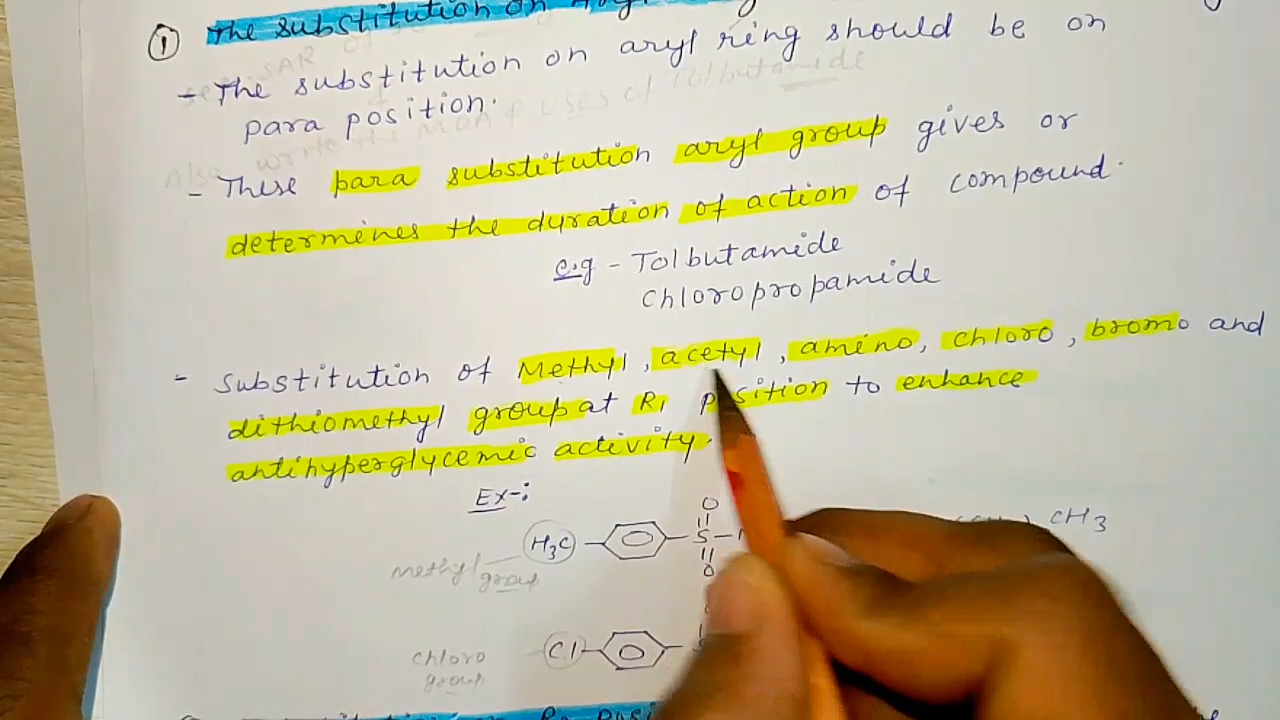 ① The substitution on
- The substitution on aryl ring should be on
para position.
- These para substitution aryl group gives or
determines the duration of action of compound.
e.g - Tolbutamide
Chloropropamide
- Substitution of Methyl, acetyl, amino, chloro, bromo and
dithiomethyl group at R1 position to enhance
antihyperglycemic activity.
Ex-:
O
H3C S CH3
O
methyl
group
Cl
chloro
group